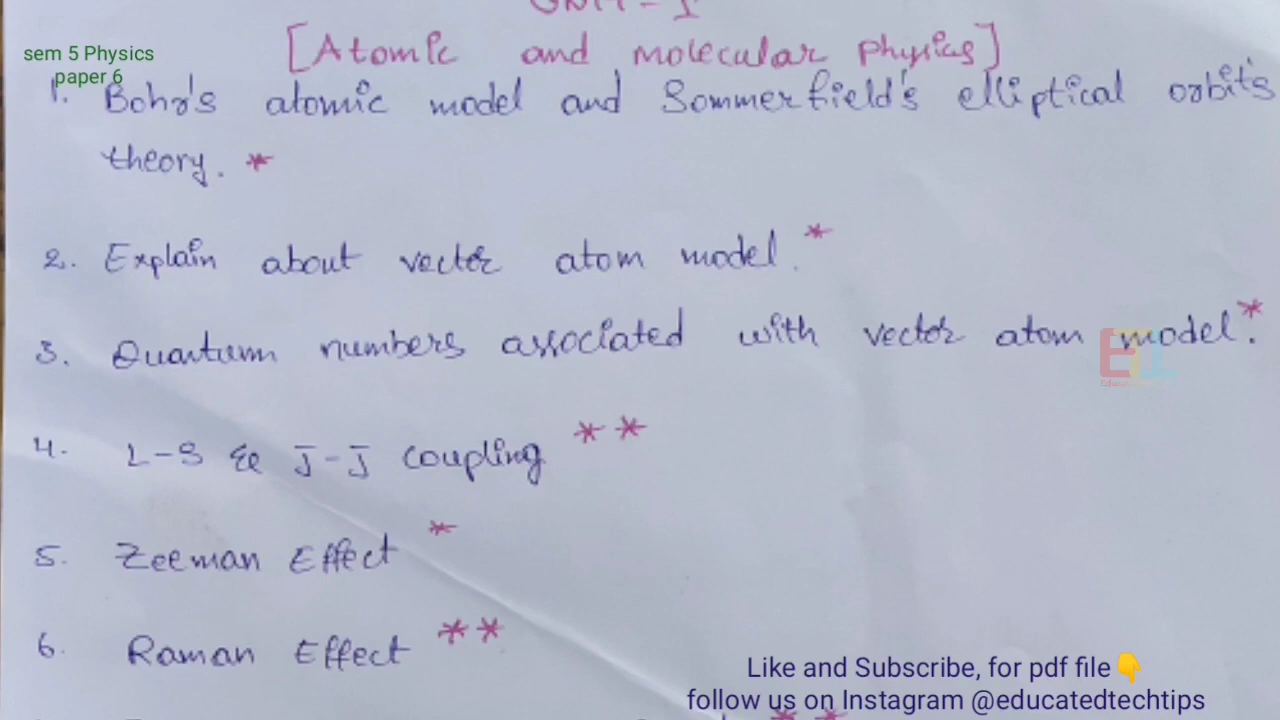 UNIT - I
[Atomic and molecular physics]
sem 5 Physics
paper 6
1. Bohr's atomic model and Sommerfield's elliptical orbits
theory. *
2. Explain about vector atom model. *
3. Quantum numbers associated with vector atom model. *
4. L-S & J-J coupling **
5. Zeeman Effect *
6. Raman Effect **
Like and Subscribe, for pdf file👇
follow us on Instagram @educatedtechtips